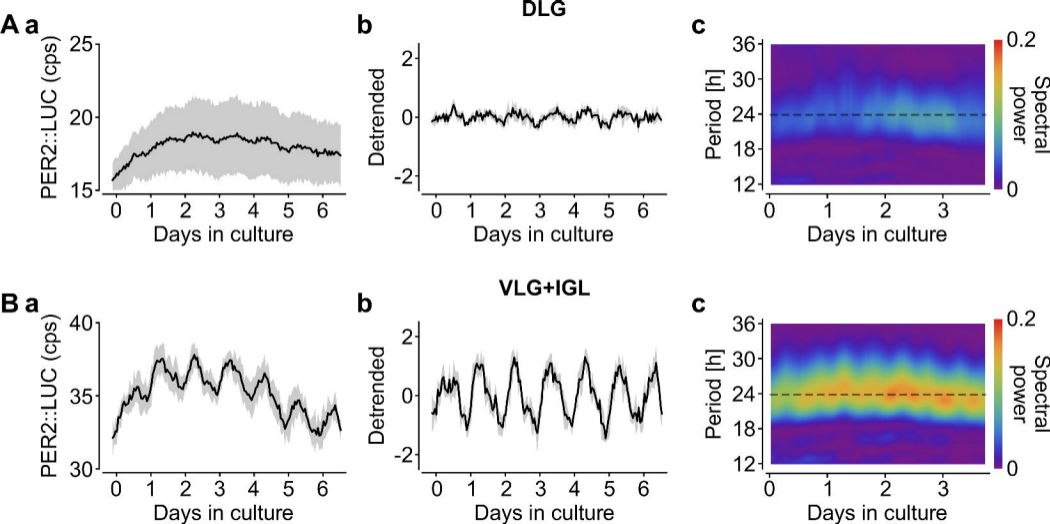 DLG
A a
PER2::LUC (cps)
25
20
15
0 1 2 3 4 5 6
Days in culture
b
Detrended
2
0
-2
0 1 2 3 4 5 6
Days in culture
c
Period [h]
36
30
24
18
12
0 1 2 3
Days in culture
0.2
0
Spectral
power
VLG+IGL
B a
PER2::LUC (cps)
40
35
30
0 1 2 3 4 5 6
Days in culture
b
Detrended
2
0
-2
0 1 2 3 4 5 6
Days in culture
c
Period [h]
36
30
24
18
12
0 1 2 3
Days in culture
0.2
0
Spectral
power